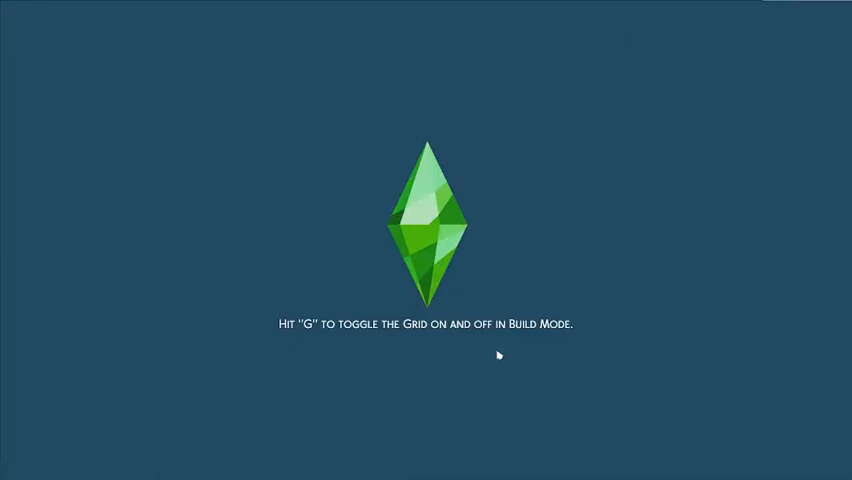 Hit "G" to toggle the Grid on and off in Build Mode.